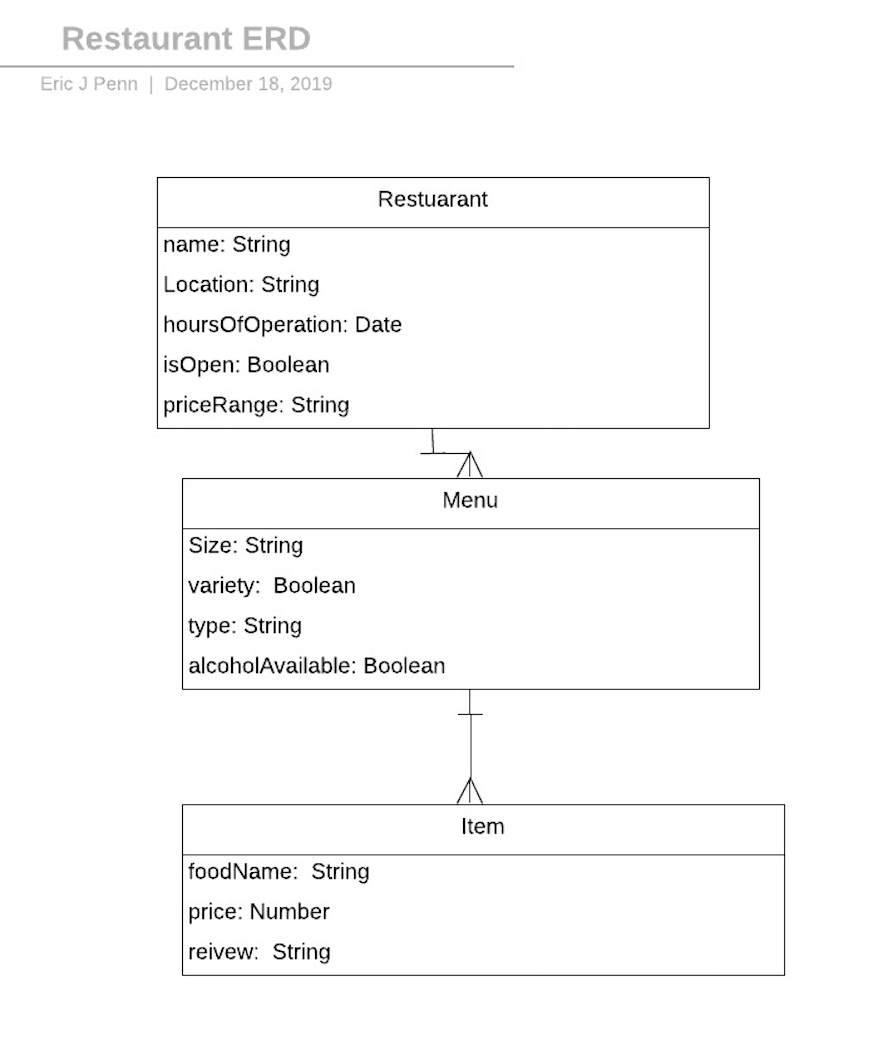 Restaurant ERD
Eric J Penn | December 18, 2019
Restuarant
name: String
Location: String
hoursOfOperation: Date
isOpen: Boolean
priceRange: String
Menu
Size: String
variety:  Boolean
type: String
alcoholAvailable: Boolean
Item
foodName:  String
price: Number
reivew:  String